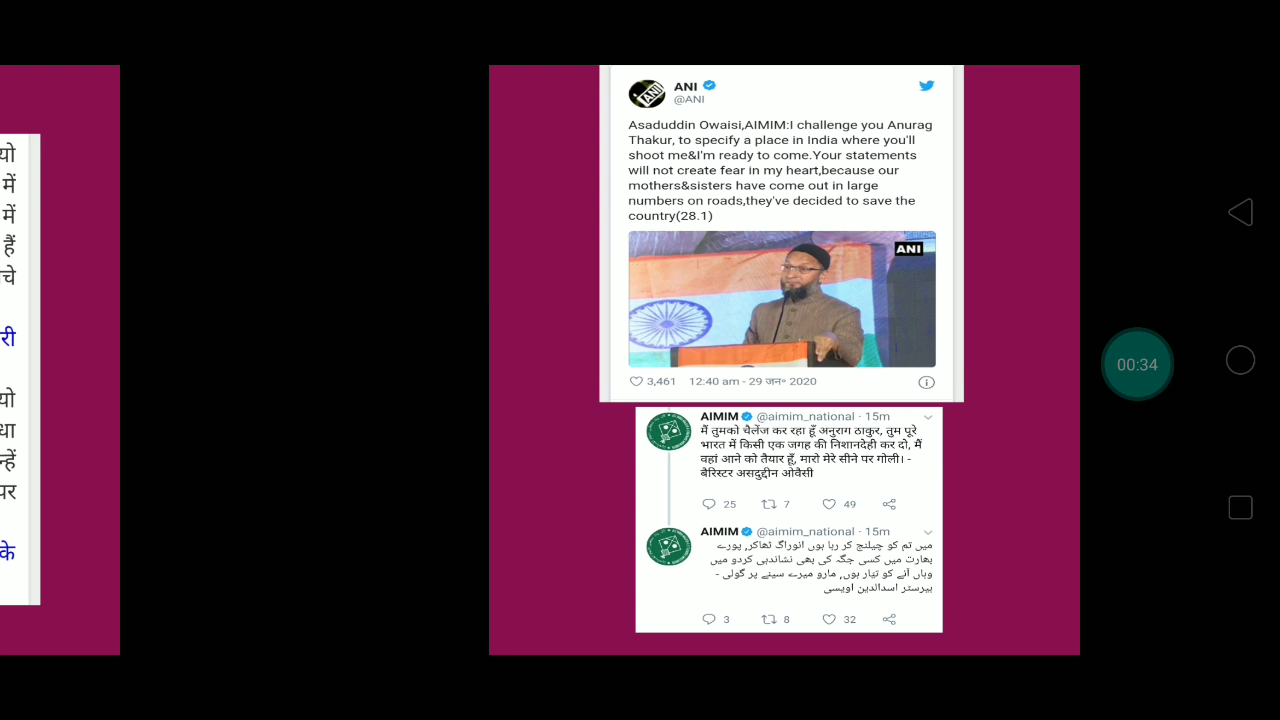 यो
में
में
हैं
चे
री
यो
धा
न्हें
पर
के
ANI
@ANI
Asaduddin Owaisi,AIMIM:I challenge you Anurag
Thakur, to specify a place in India where you'll
shoot me&I'm ready to come.Your statements
will not create fear in my heart,because our
mothers&sisters have come out in large
numbers on roads,they've decided to save the
country(28.1)
ANI
3,461 12:40 am - 29 जन॰ 2020
AIMIM @aimim_national · 15m
मैं तुमको चैलेंज कर रहा हूँ अनुराग ठाकुर, तुम पूरे
भारत में किसी एक जगह की निशानदेही कर दो, मैं
वहां आने को तैयार हूँ, मारो मेरे सीने पर गोली। -
बैरिस्टर असदुद्दीन ओवैसी
25 7 49
AIMIM @aimim_national · 15m
میں تم کو چیلنج کر رہا ہوں انوراگ ٹھاکر, پورے
بھارت میں کسی جگہ کی بھی نشاندہی کردو میں
وہاں آنے کو تیار ہوں, مارو میرے سینے پر گولی -
بیرسٹر اسدالدین اویسی
3 8 32
00:34